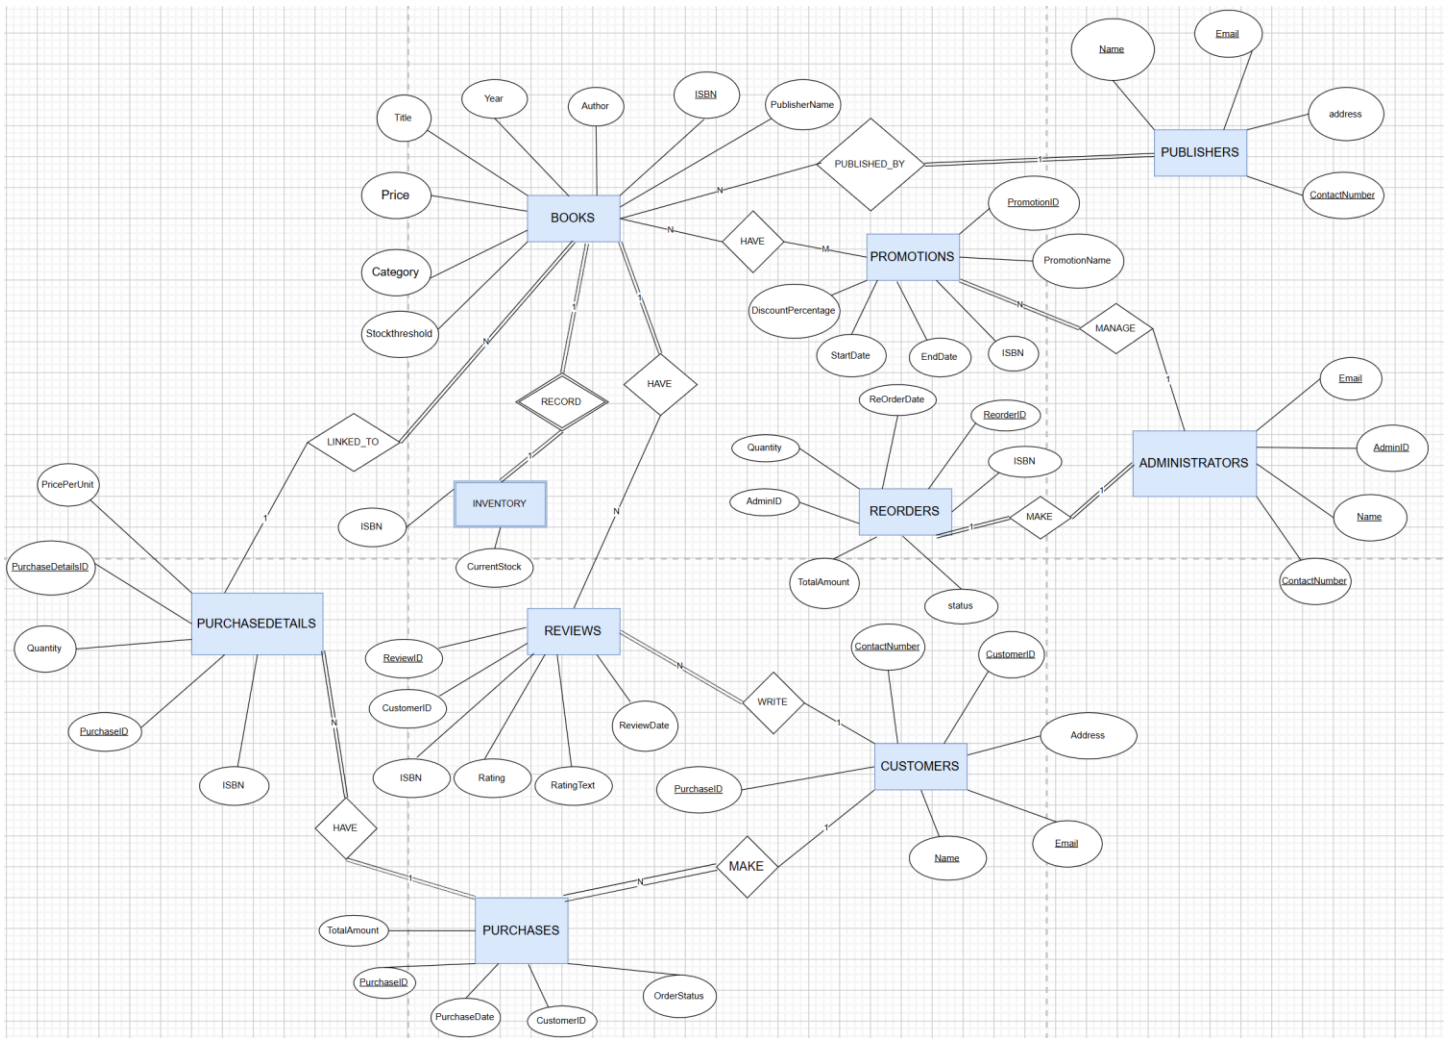 Name
Email
address
ContactNumber
PUBLISHERS
1
PUBLISHED_BY
N
Title
Year
Author
ISBN
PublisherName
Price
Category
Stockthreshold
BOOKS
N
HAVE
M
PROMOTIONS
PromotionID
PromotionName
DiscountPercentage
StartDate
EndDate
ISBN
N
MANAGE
1
N
LINKED_TO
1
1
RECORD
1
1
HAVE
N
INVENTORY
ISBN
CurrentStock
ReOrderDate
ReorderID
Quantity
ISBN
AdminID
REORDERS
TotalAmount
status
1
MAKE
1
ADMINISTRATORS
Email
AdminID
Name
ContactNumber
PricePerUnit
PurchaseDetailsID
Quantity
PurchaseID
ISBN
PURCHASEDETAILS
N
HAVE
1
REVIEWS
ReviewID
CustomerID
ISBN
Rating
RatingText
ReviewDate
N
WRITE
1
ContactNumber
CustomerID
Address
CUSTOMERS
PurchaseID
Name
Email
1
MAKE
N
PURCHASES
TotalAmount
PurchaseID
PurchaseDate
CustomerID
OrderStatus